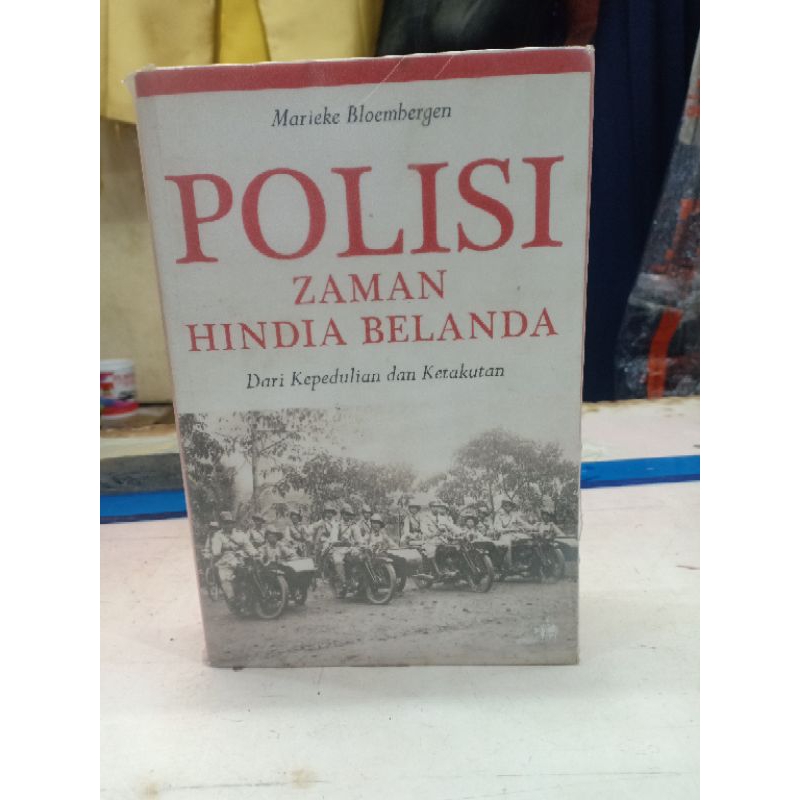 Marieke Bloembergen
POLISI
ZAMAN
HINDIA BELANDA
Dari Kepedulian dan Ketakutan